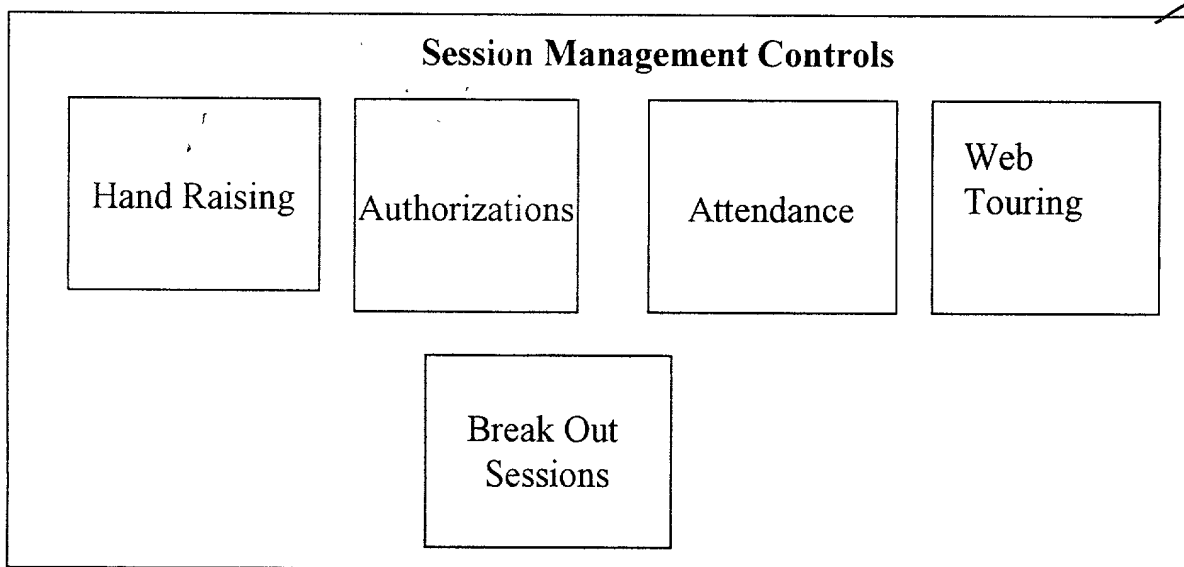 Session Management Controls
Hand Raising
Authorizations
Attendance
Web
Touring
Break Out
Sessions